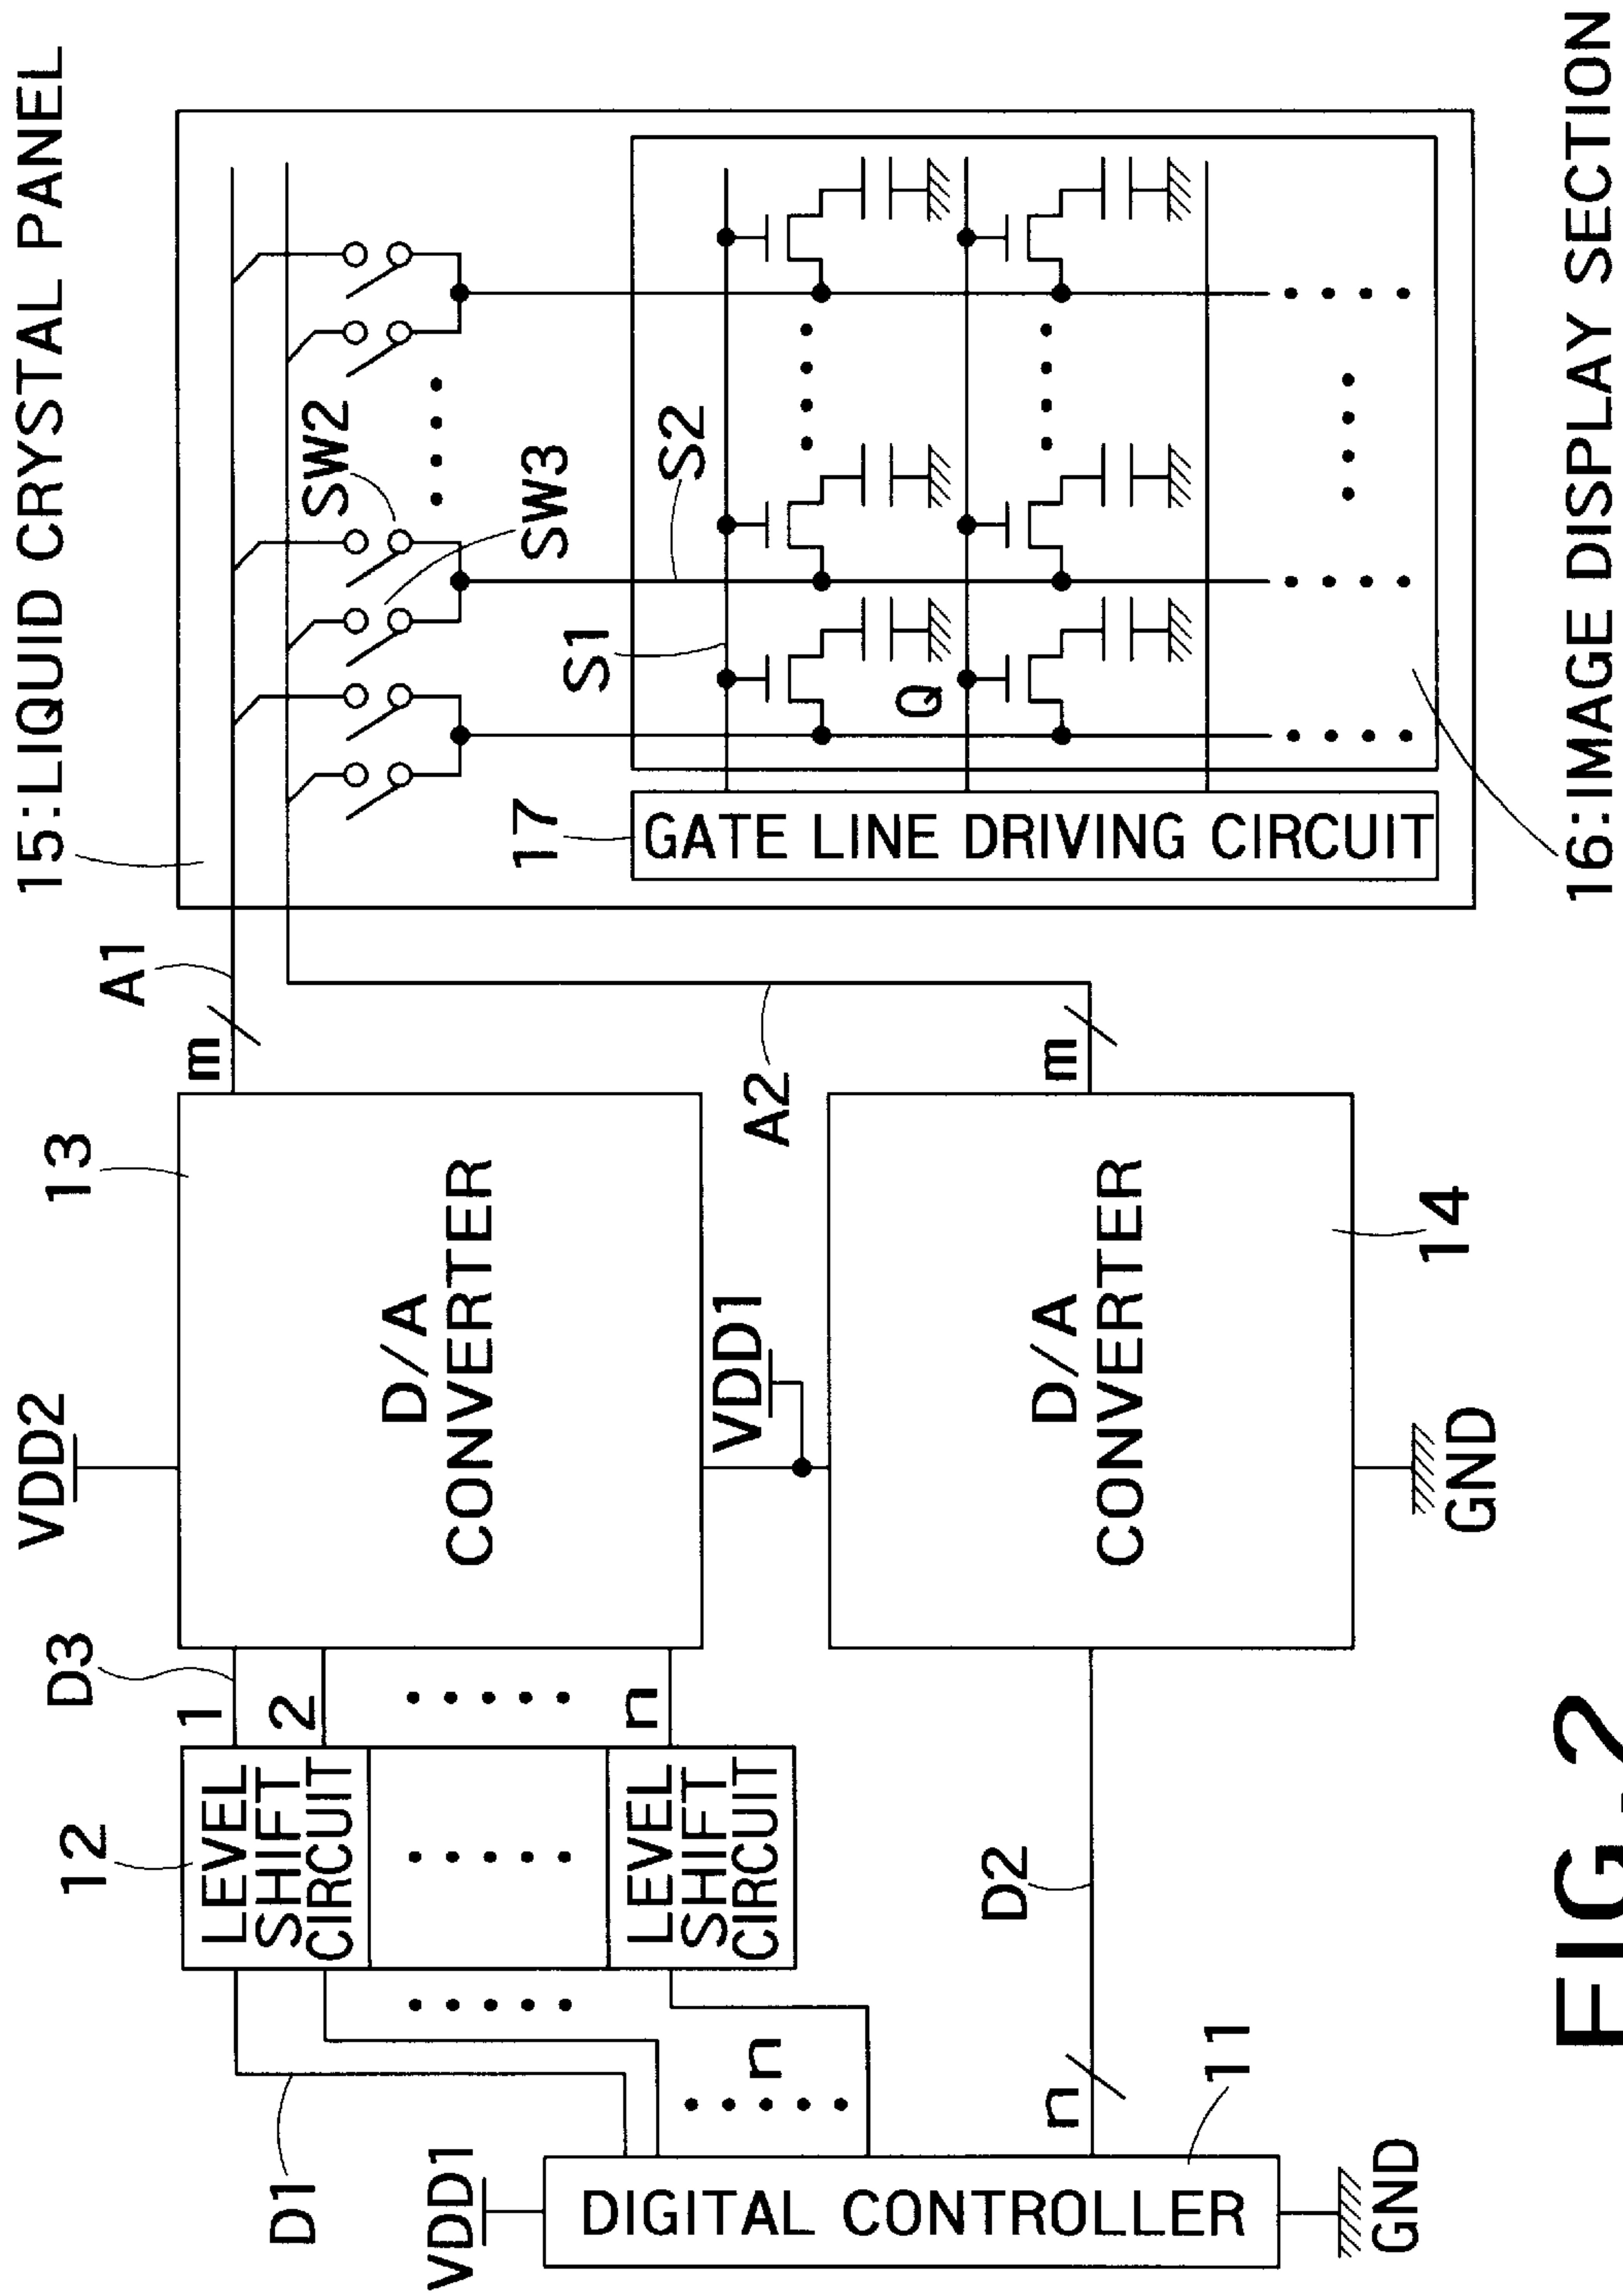 15:LIQUID CRYSTAL PANEL
VDD2
D3
13
A1
12
1
m
2
SW2
D1
LEVEL
SHIFT
CIRCUIT
D/A
CONVERTER
SW3
17
S1
S2
VDD1
n
LEVEL
SHIFT
CIRCUIT
VDD1
A2
GATE LINE DRIVING CIRCUIT
Q
n
DIGITAL CONTROLLER
D2
n
m
D/A
CONVERTER
11
GND
GND
14
16:IMAGE DISPLAY SECTION
FIG.2